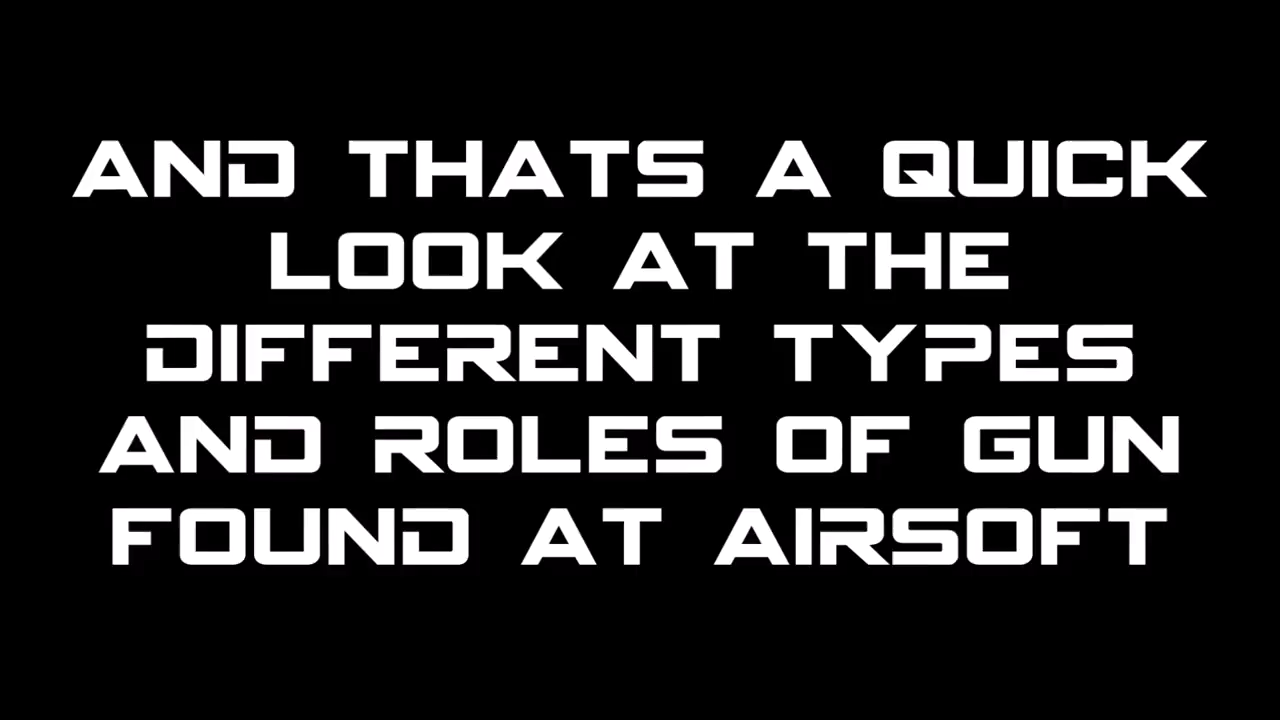 AND THATS A QUICK
LOOK AT THE
DIFFERENT TYPES
AND ROLES OF GUN
FOUND AT AIRSOFT